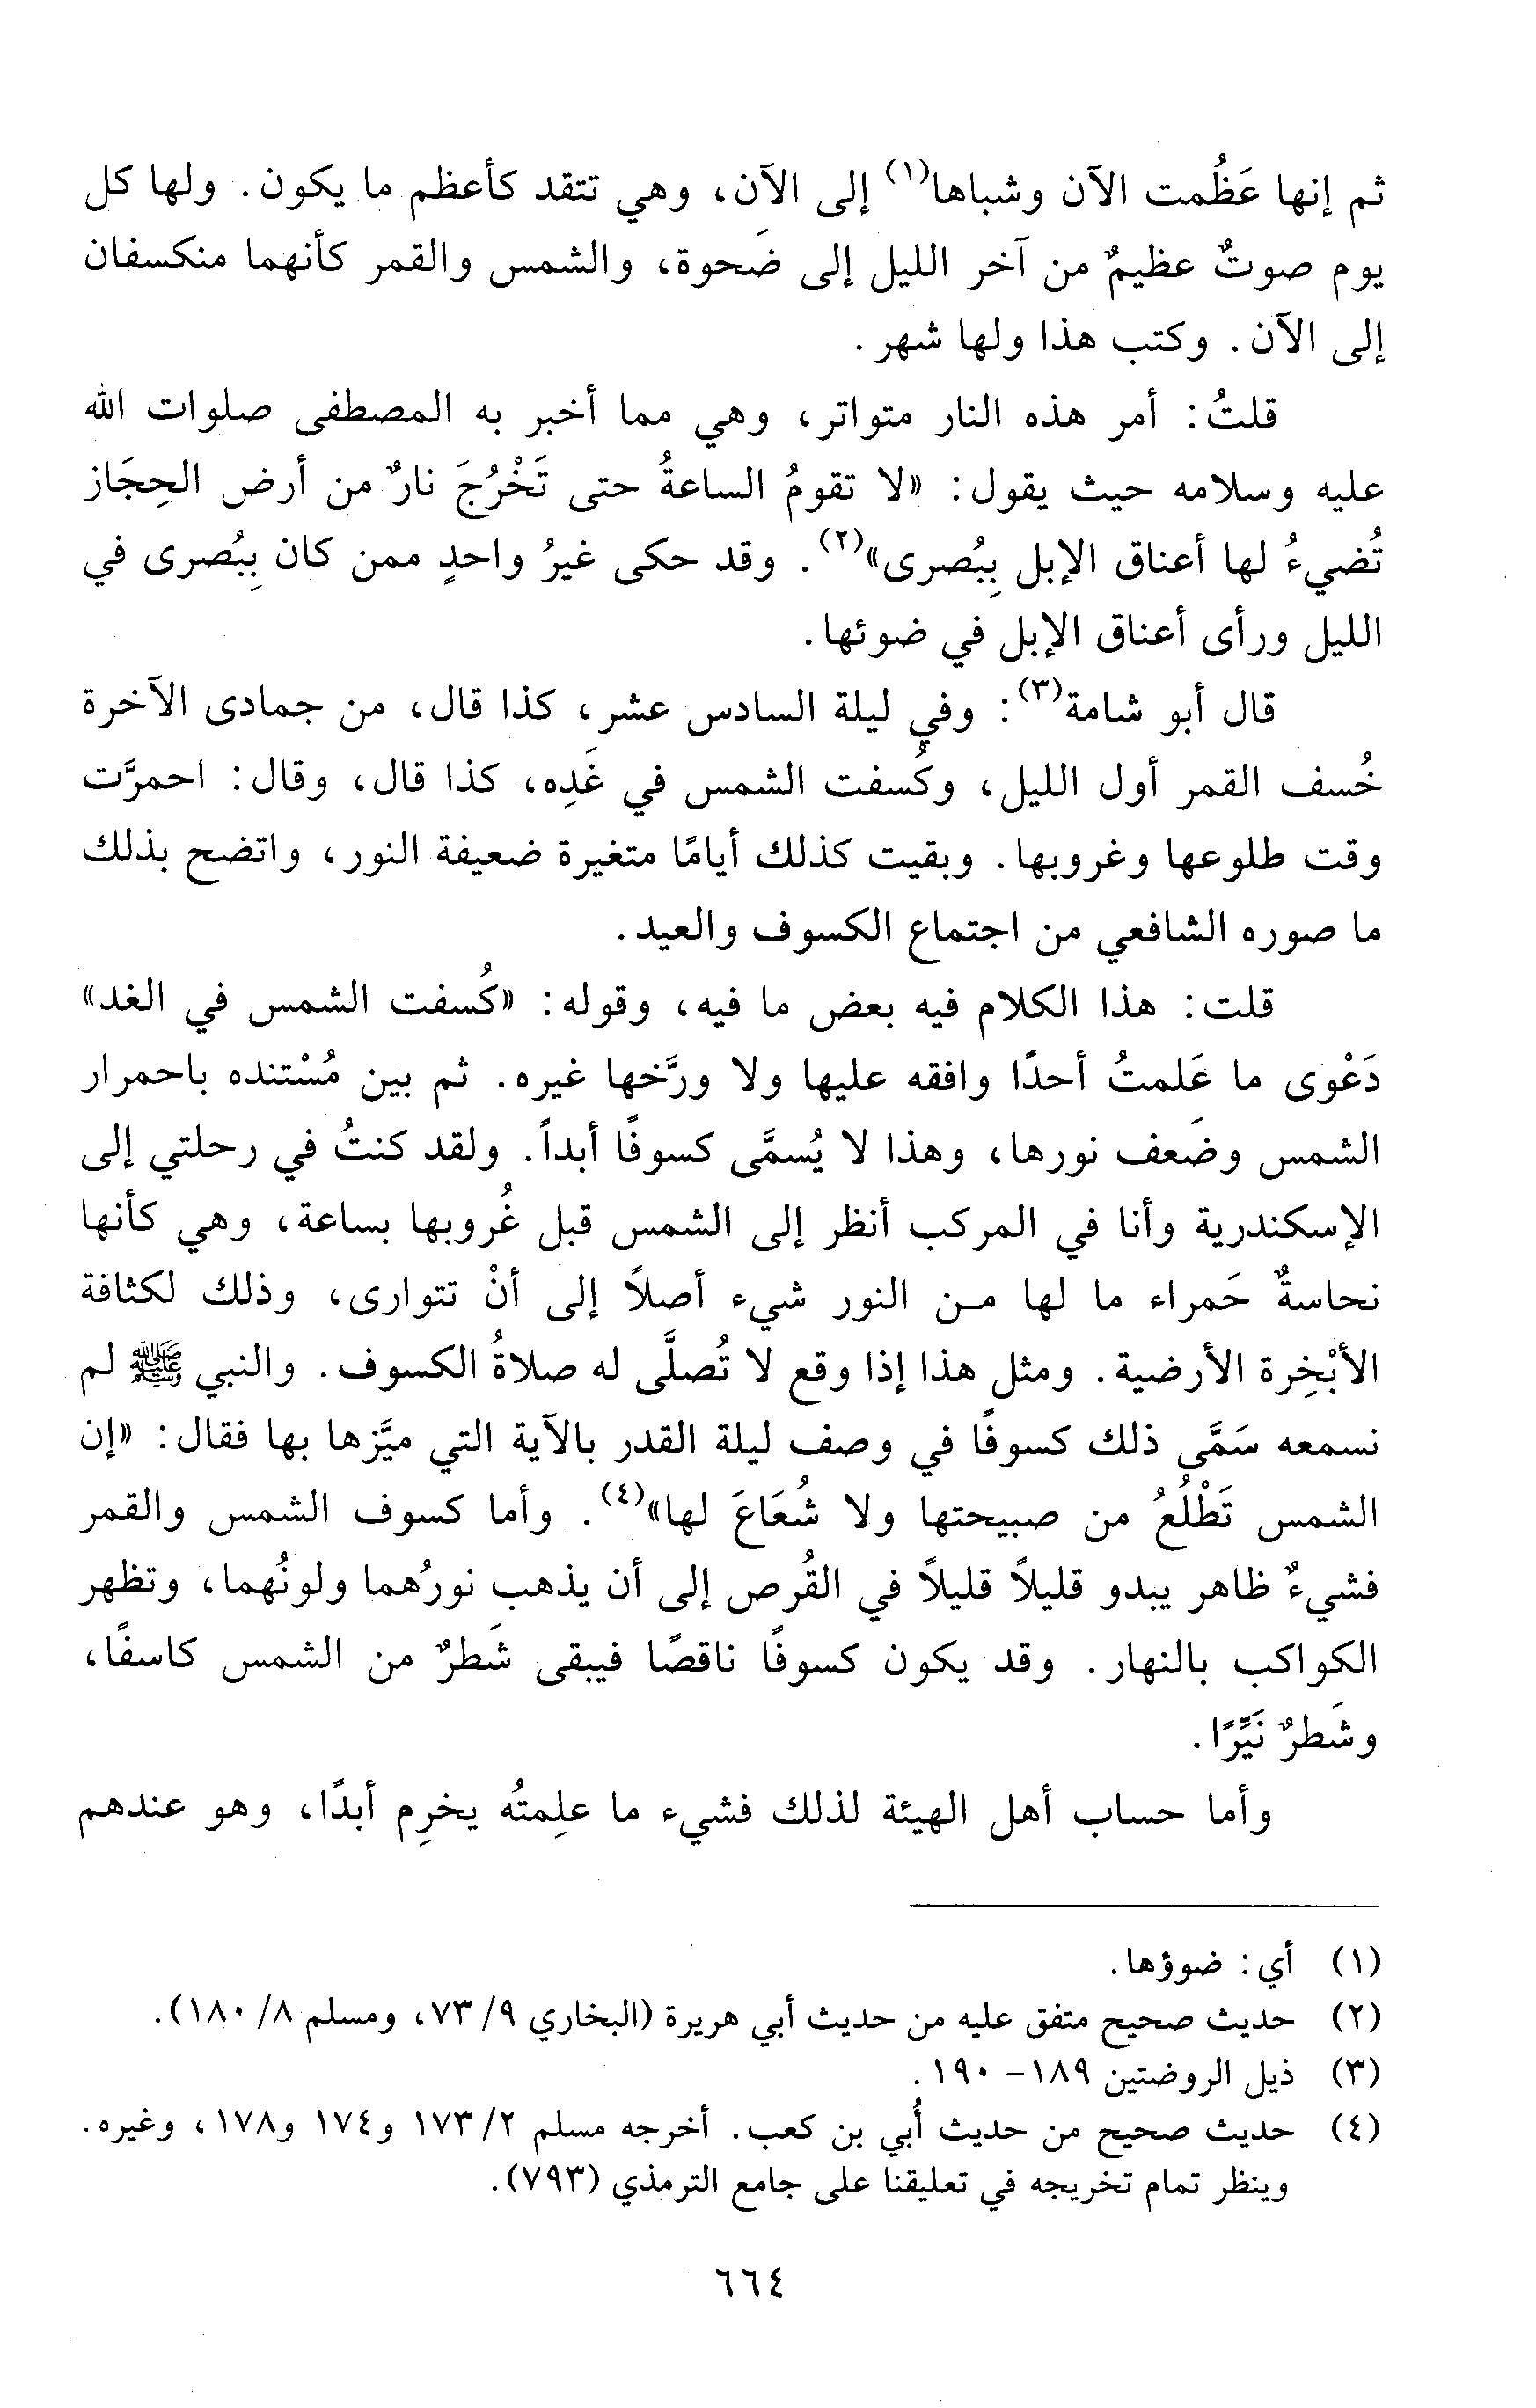 ثم إنها عَظُمت الآن وشباها(١) إلى الآن، وهي تتقد كأعظم ما يكون. ولها كل
يوم صوتٌ عظيمٌ من آخر الليل إلى ضَحوة، والشمس والقمر كأنهما منكسفان
إلى الآن. وكتب هذا ولها شهر.
قلتُ: أمر هذه النار متواتر، وهي مما أخبر به المصطفى صلوات الله
عليه وسلامه حيث يقول: «لا تقومُ الساعةُ حتى تَخْرُجَ نارٌ من أرض الحِجَاز
تُضيءُ لها أعناق الإبل بِبُصرى»(٢). وقد حكى غيرُ واحدٍ ممن كان بِبُصرى في
الليل ورأى أعناق الإبل في ضوئها.
قال أبو شامة(٣): وفي ليلة السادس عشر، كذا قال، من جمادى الآخرة
خُسف القمر أول الليل، وكُسفت الشمس في غَدِه، كذا قال، وقال: احمرَّت
وقت طلوعها وغروبها. وبقيت كذلك أيامًا متغيرة ضعيفة النور، واتضح بذلك
ما صوره الشافعي من اجتماع الكسوف والعيد.
قلت: هذا الكلام فيه بعض ما فيه، وقوله: «كُسفت الشمس في الغد»
دَعْوى ما عَلمتُ أحدًا وافقه عليها ولا ورَّخها غيره. ثم بين مُسْتنده باحمرار
الشمس وضَعف نورها، وهذا لا يُسمَّى كسوفًا أبداً. ولقد كنتُ في رحلتي إلى
الإسكندرية وأنا في المركب أنظر إلى الشمس قبل غُروبها بساعة، وهي كأنها
نحاسةٌ حَمراء ما لها من النور شيء أصلاً إلى أنْ تتوارى، وذلك لكثافة
الأبْخِرة الأرضية. ومثل هذا إذا وقع لا تُصلَّى له صلاةُ الكسوف. والنبي ﷺ لم
نسمعه سَمَّى ذلك كسوفًا في وصف ليلة القدر بالآية التي ميَّزها بها فقال: «إن
الشمس تَطْلُعُ من صبيحتها ولا شُعَاعَ لها»(٤). وأما كسوف الشمس والقمر
فشيءٌ ظاهر يبدو قليلاً قليلاً في القُرص إلى أن يذهب نورُهما ولونُهما، وتظهر
الكواكب بالنهار. وقد يكون كسوفًا ناقصًا فيبقى شَطرٌ من الشمس كاسفًا،
وشَطرٌ نَيِّرًا.
وأما حساب أهل الهيئة لذلك فشيء ما علِمتُه يخرِم أبدًا، وهو عندهم
(١) أي: ضوؤها.
(٢) حديث صحيح متفق عليه من حديث أبي هريرة (البخاري ٩/ ٧٣، ومسلم ٨/ ١٨٠).
(٣) ذيل الروضتين ١٨٩- ١٩٠.
(٤) حديث صحيح من حديث أُبي بن كعب. أخرجه مسلم ٢/ ١٧٣ و١٧٤ و١٧٨، وغيره.
وينظر تمام تخريجه في تعليقنا على جامع الترمذي (٧٩٣).
٦٦٤